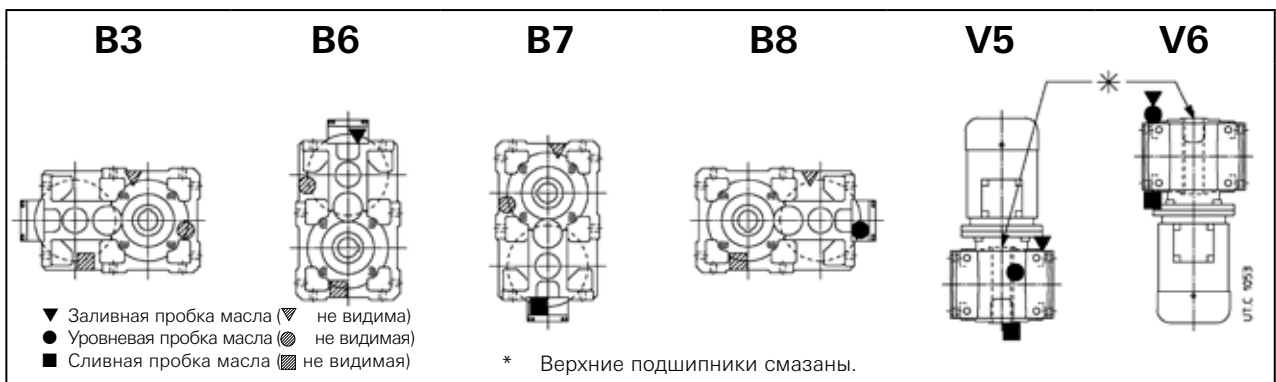 B3 B6 B7 B8 V5 V6
▼ Заливная пробка масла ( не видима)
● Уровневая пробка масла ( не видимая)
■ Сливная пробка масла ( не видимая)
* Верхние подшипники смазаны.
UT.C 1053